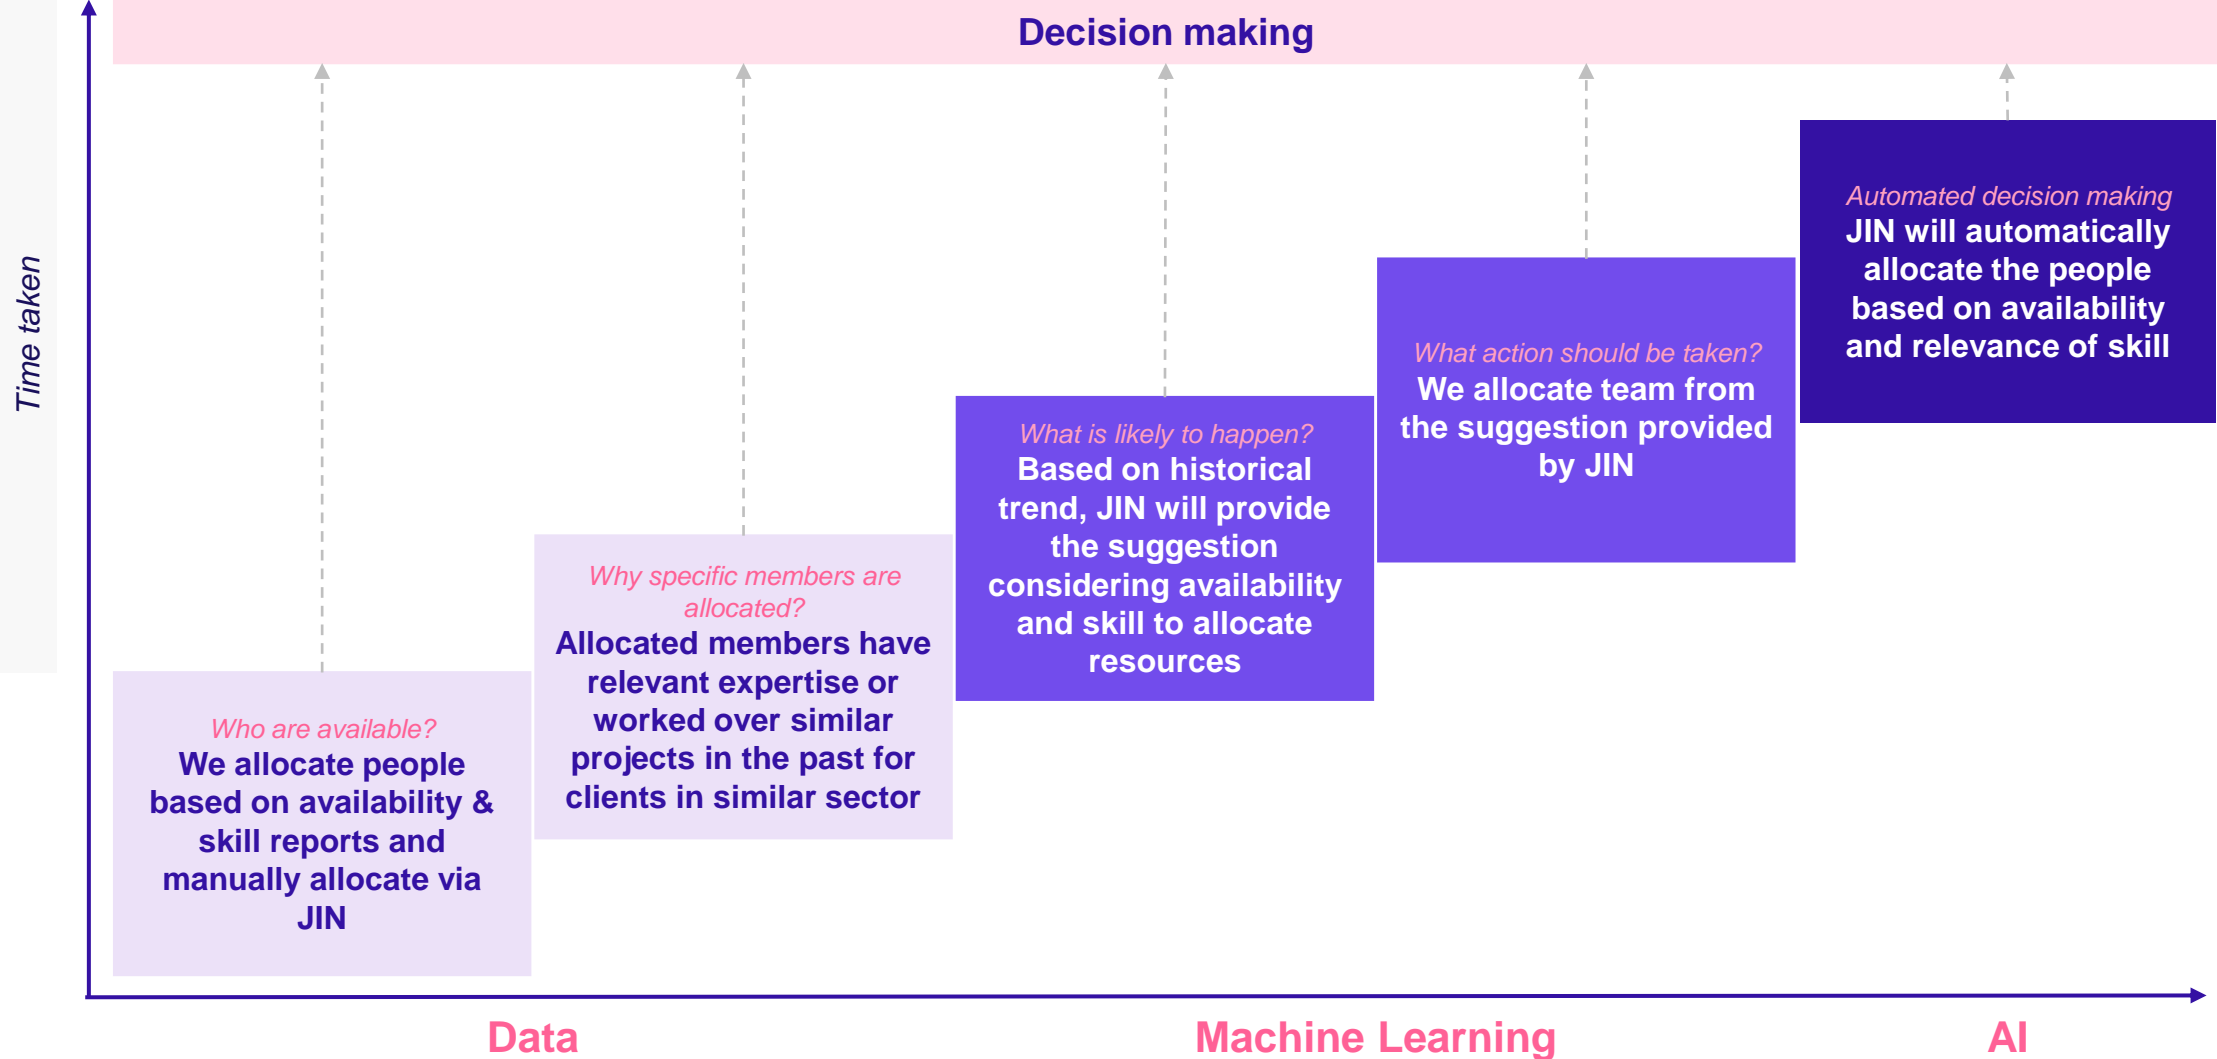 Decision making
Time taken
Who are available?
We allocate people
based on availability &
skill reports and
manually allocate via
JIN
Why specific members are
allocated?
Allocated members have
relevant expertise or
worked over similar
projects in the past for
clients in similar sector
What is likely to happen?
Based on historical
trend, JIN will provide
the suggestion
considering availability
and skill to allocate
resources
What action should be taken?
We allocate team from
the suggestion provided
by JIN
Automated decision making
JIN will automatically
allocate the people
based on availability
and relevance of skill
Data
Machine Learning
AI